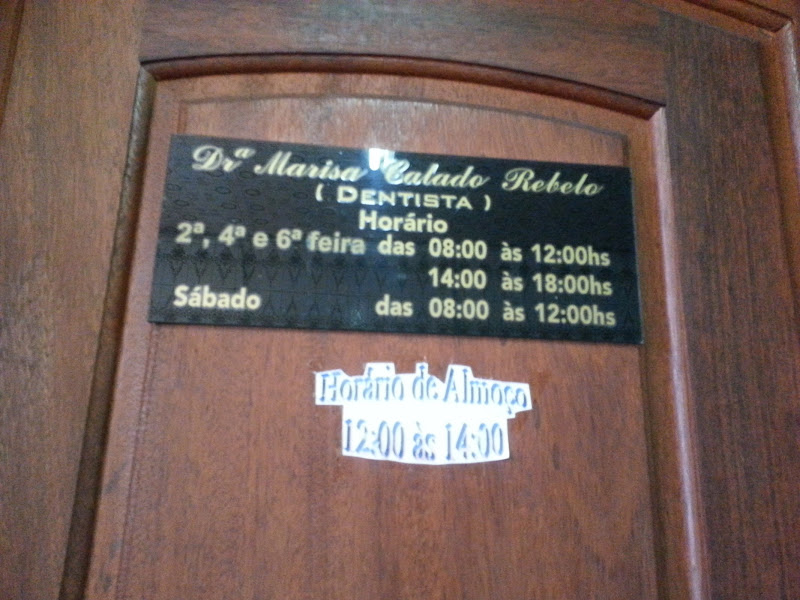 Drª Marisa Calado Rebelo
( DENTISTA )
Horário
2ª, 4ª e 6ª feira das 08:00 às 12:00hs
14:00 às 18:00hs
Sábado das 08:00 às 12:00hs
Horário de Almoço
12:00 às 14:00